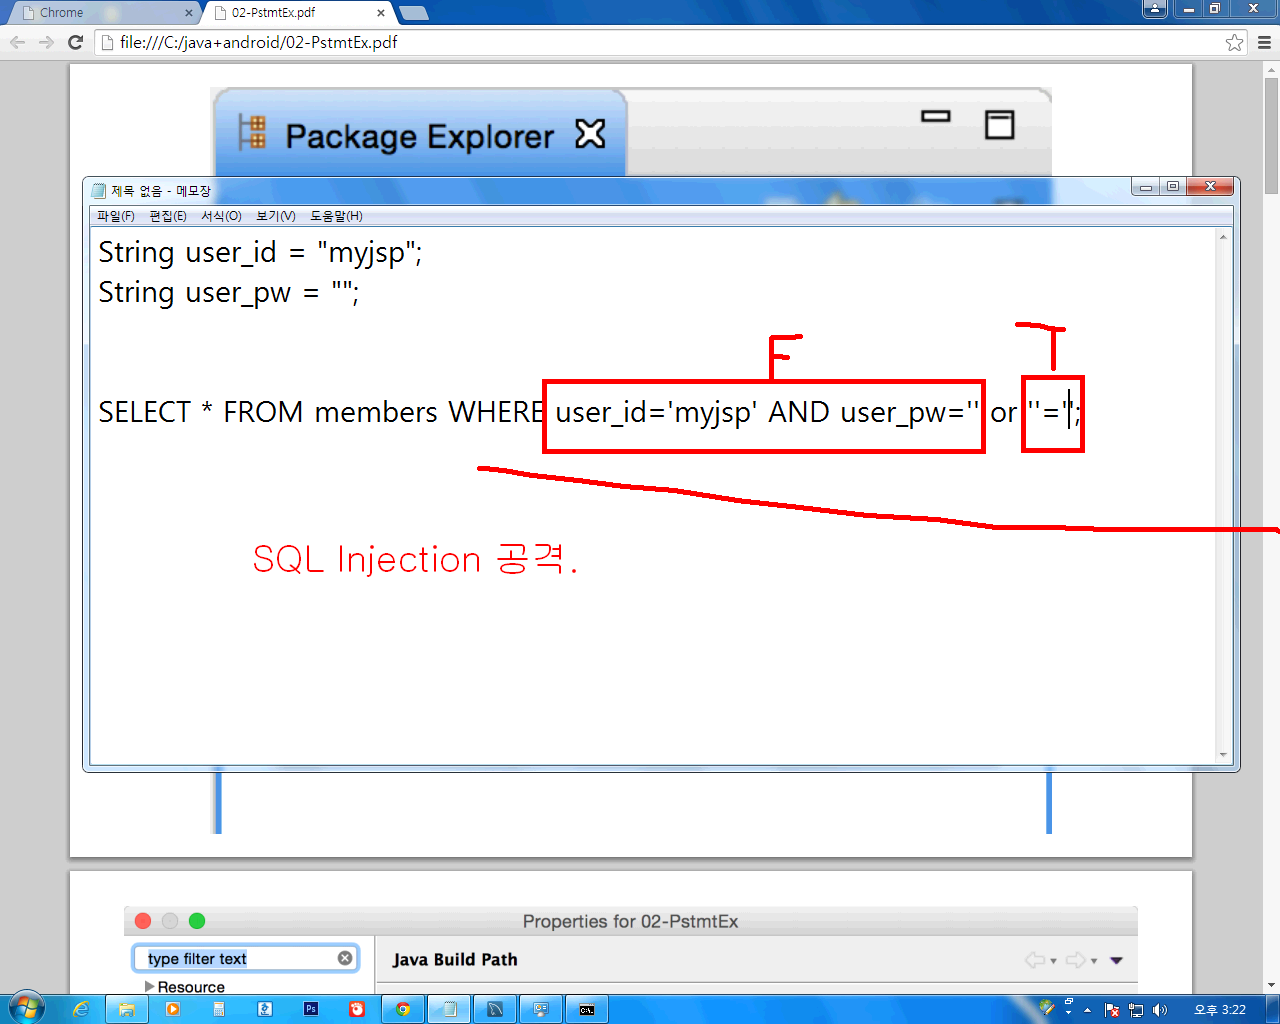 Chrome
02-PstmtEx.pdf
file:///C:/java+android/02-PstmtEx.pdf
Package Explorer
제목 없음 - 메모장
파일(F) 편집(E) 서식(O) 보기(V) 도움말(H)
String user_id = "myjsp";
String user_pw = "";
F T
SELECT * FROM members WHERE user_id='myjsp' AND user_pw='' or ''='';
SQL Injection 공격.
Properties for 02-PstmtEx
type filter text
Java Build Path
Resource
오후 3:22